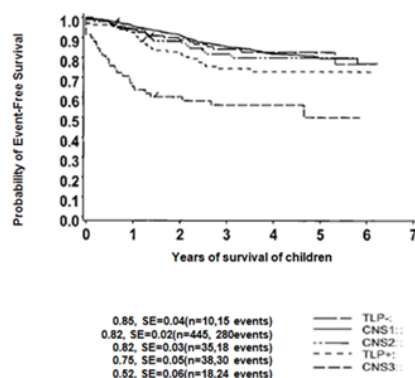 Probability of Event-Free Survival
1.0
0.9
0.8
0.7
0.6
0.5
0.4
0.3
0.2
0.1
0.0
0 1 2 3 4 5 6 7
Years of survival of children
0.85, SE=0.04(n=10,15 events) TLP-:
0.82, SE=0.02(n=445, 280events) CNS1::
0.82, SE=0.03(n=35,18 events) CNS2::
0.75, SE=0.05(n=38,30 events) TLP+:
0.52, SE=0.06(n=18,24 events) CNS3::